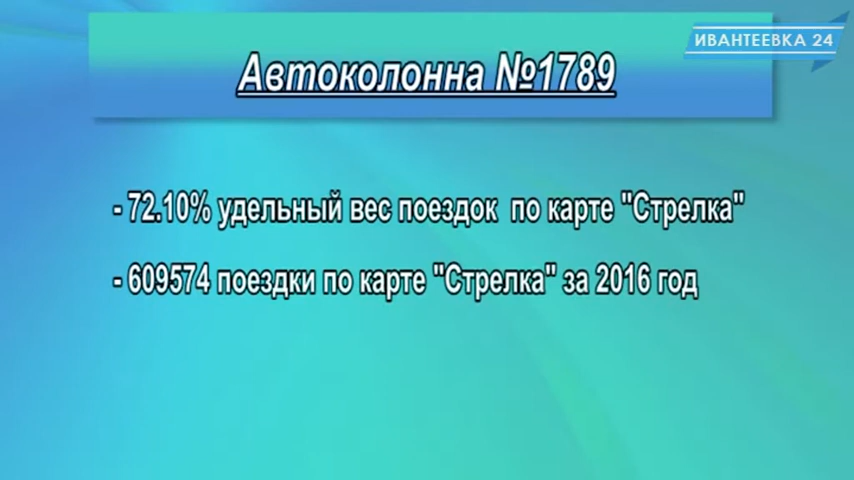 ИВАНТЕЕВКА 24
Автоколонна №1789
- 72.10% удельный вес поездок по карте "Стрелка"
- 609574 поездки по карте "Стрелка" за 2016 год